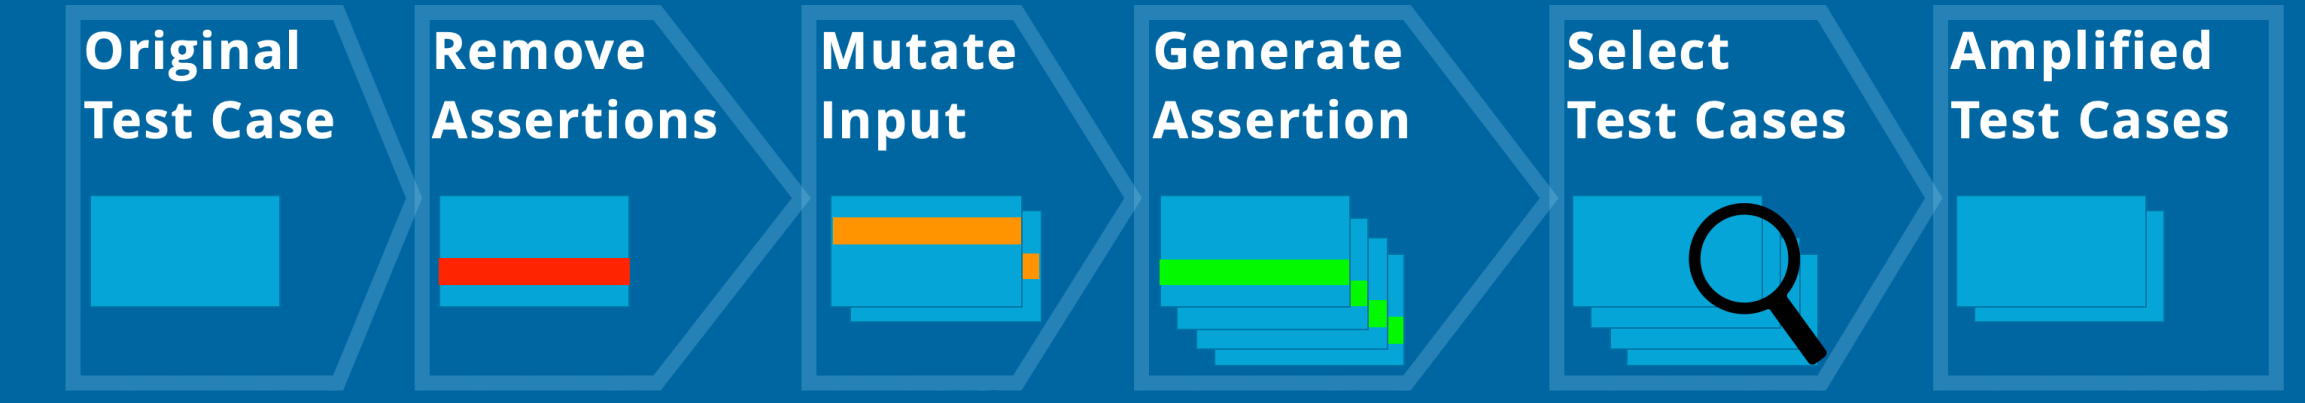 Original
Test Case
Remove
Assertions
Mutate
Input
Generate
Assertion
Select
Test Cases
Amplified
Test Cases